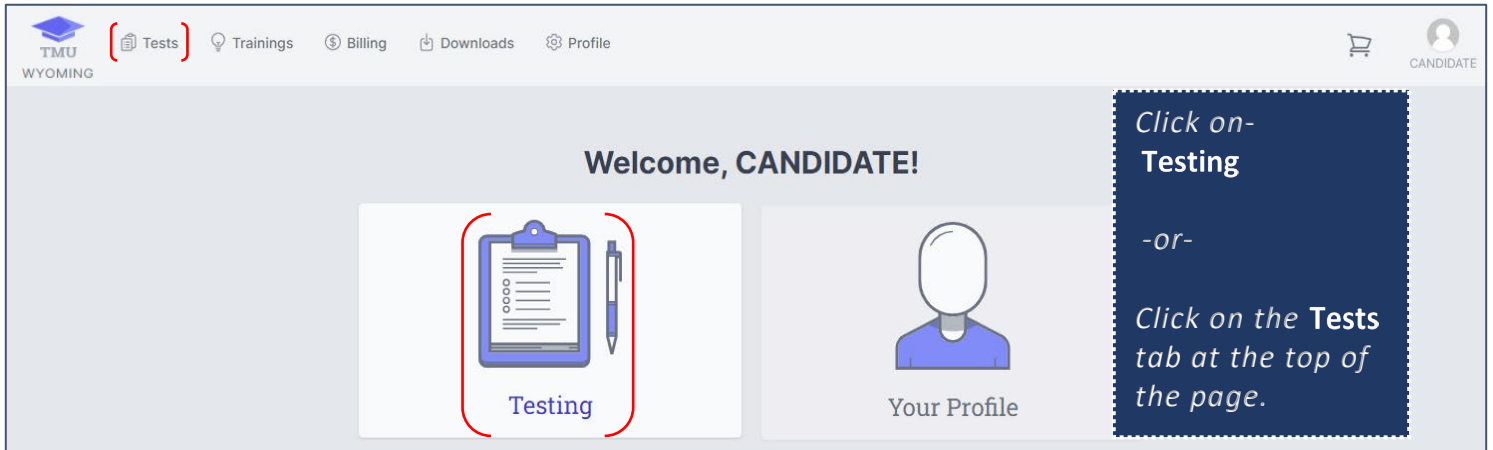 TMU
WYOMING
Tests Trainings Billing Downloads Profile
CANDIDATE
Welcome, CANDIDATE!
Testing
Your Profile
Click on-
Testing
-or-
Click on the Tests
tab at the top of
the page.